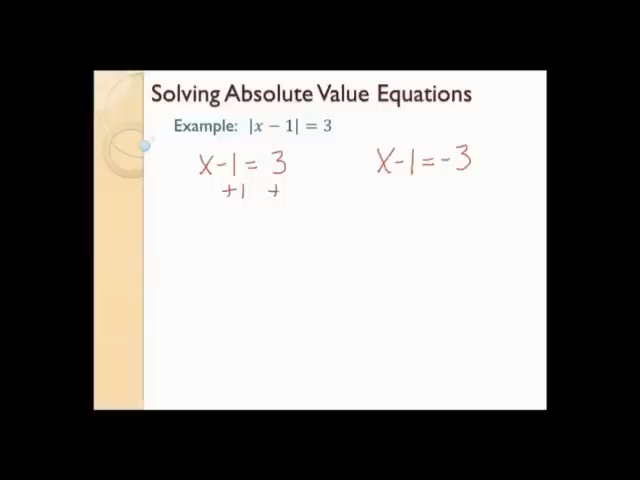 Solving Absolute Value Equations
Example: |x − 1| = 3
x-1 = 3 x-1 = -3
+1 +